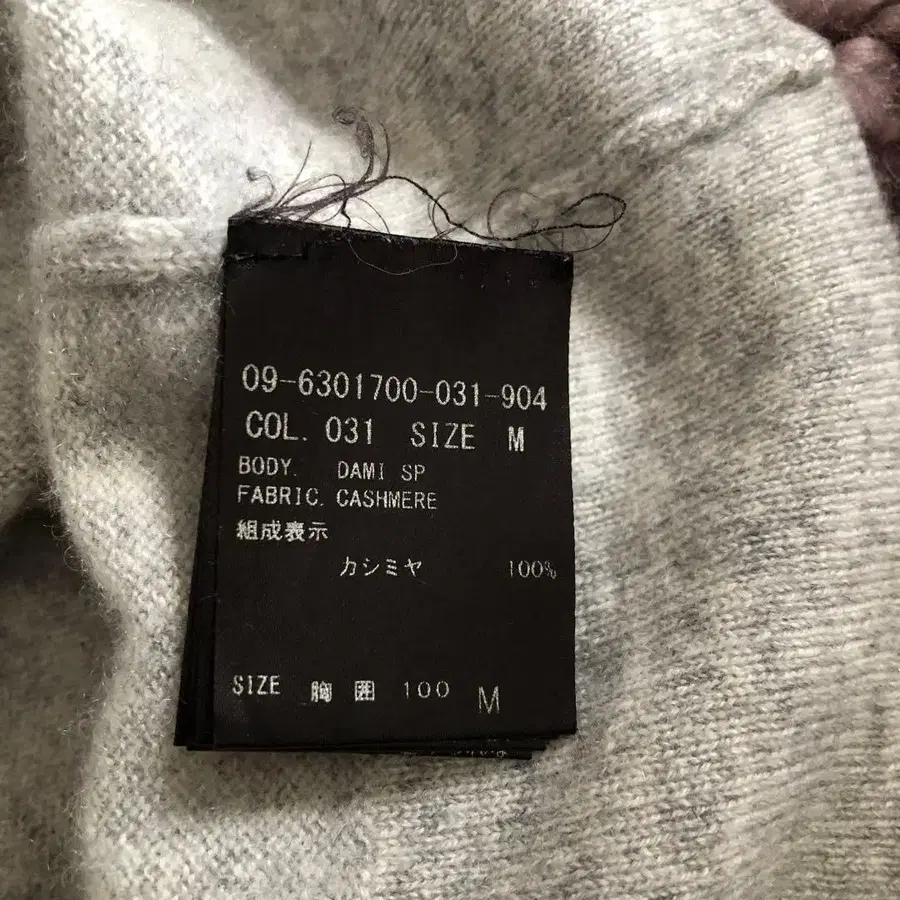 09-6301700-031-904
COL. 031 SIZE M
BODY. DAMI SP
FABRIC. CASHMERE
組成表示
カシミヤ 100%
SIZE 胸囲 100 M